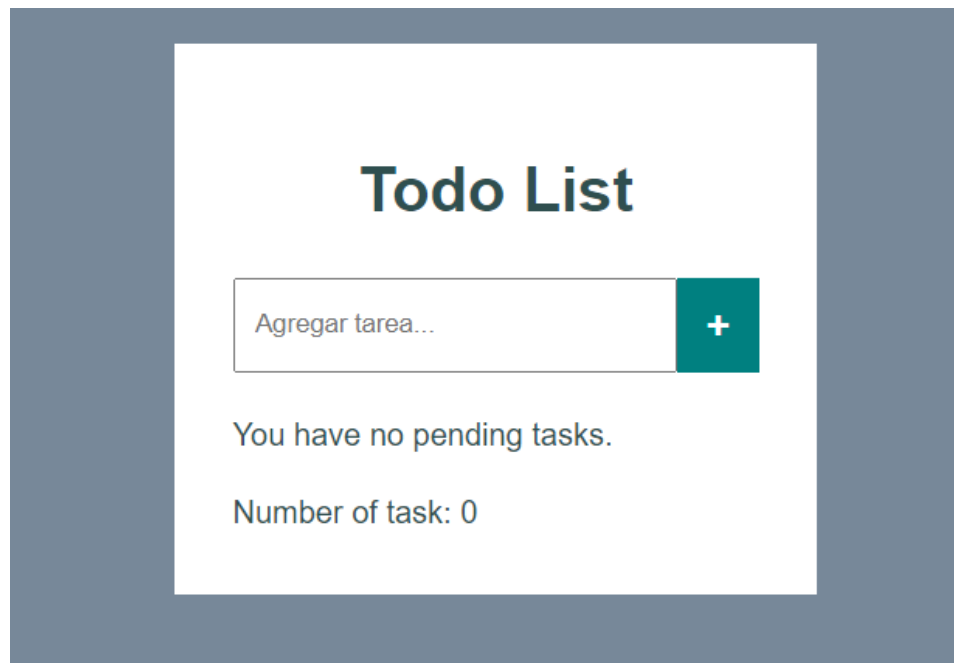 Todo List
Agregar tarea...
+
You have no pending tasks.
Number of task: 0